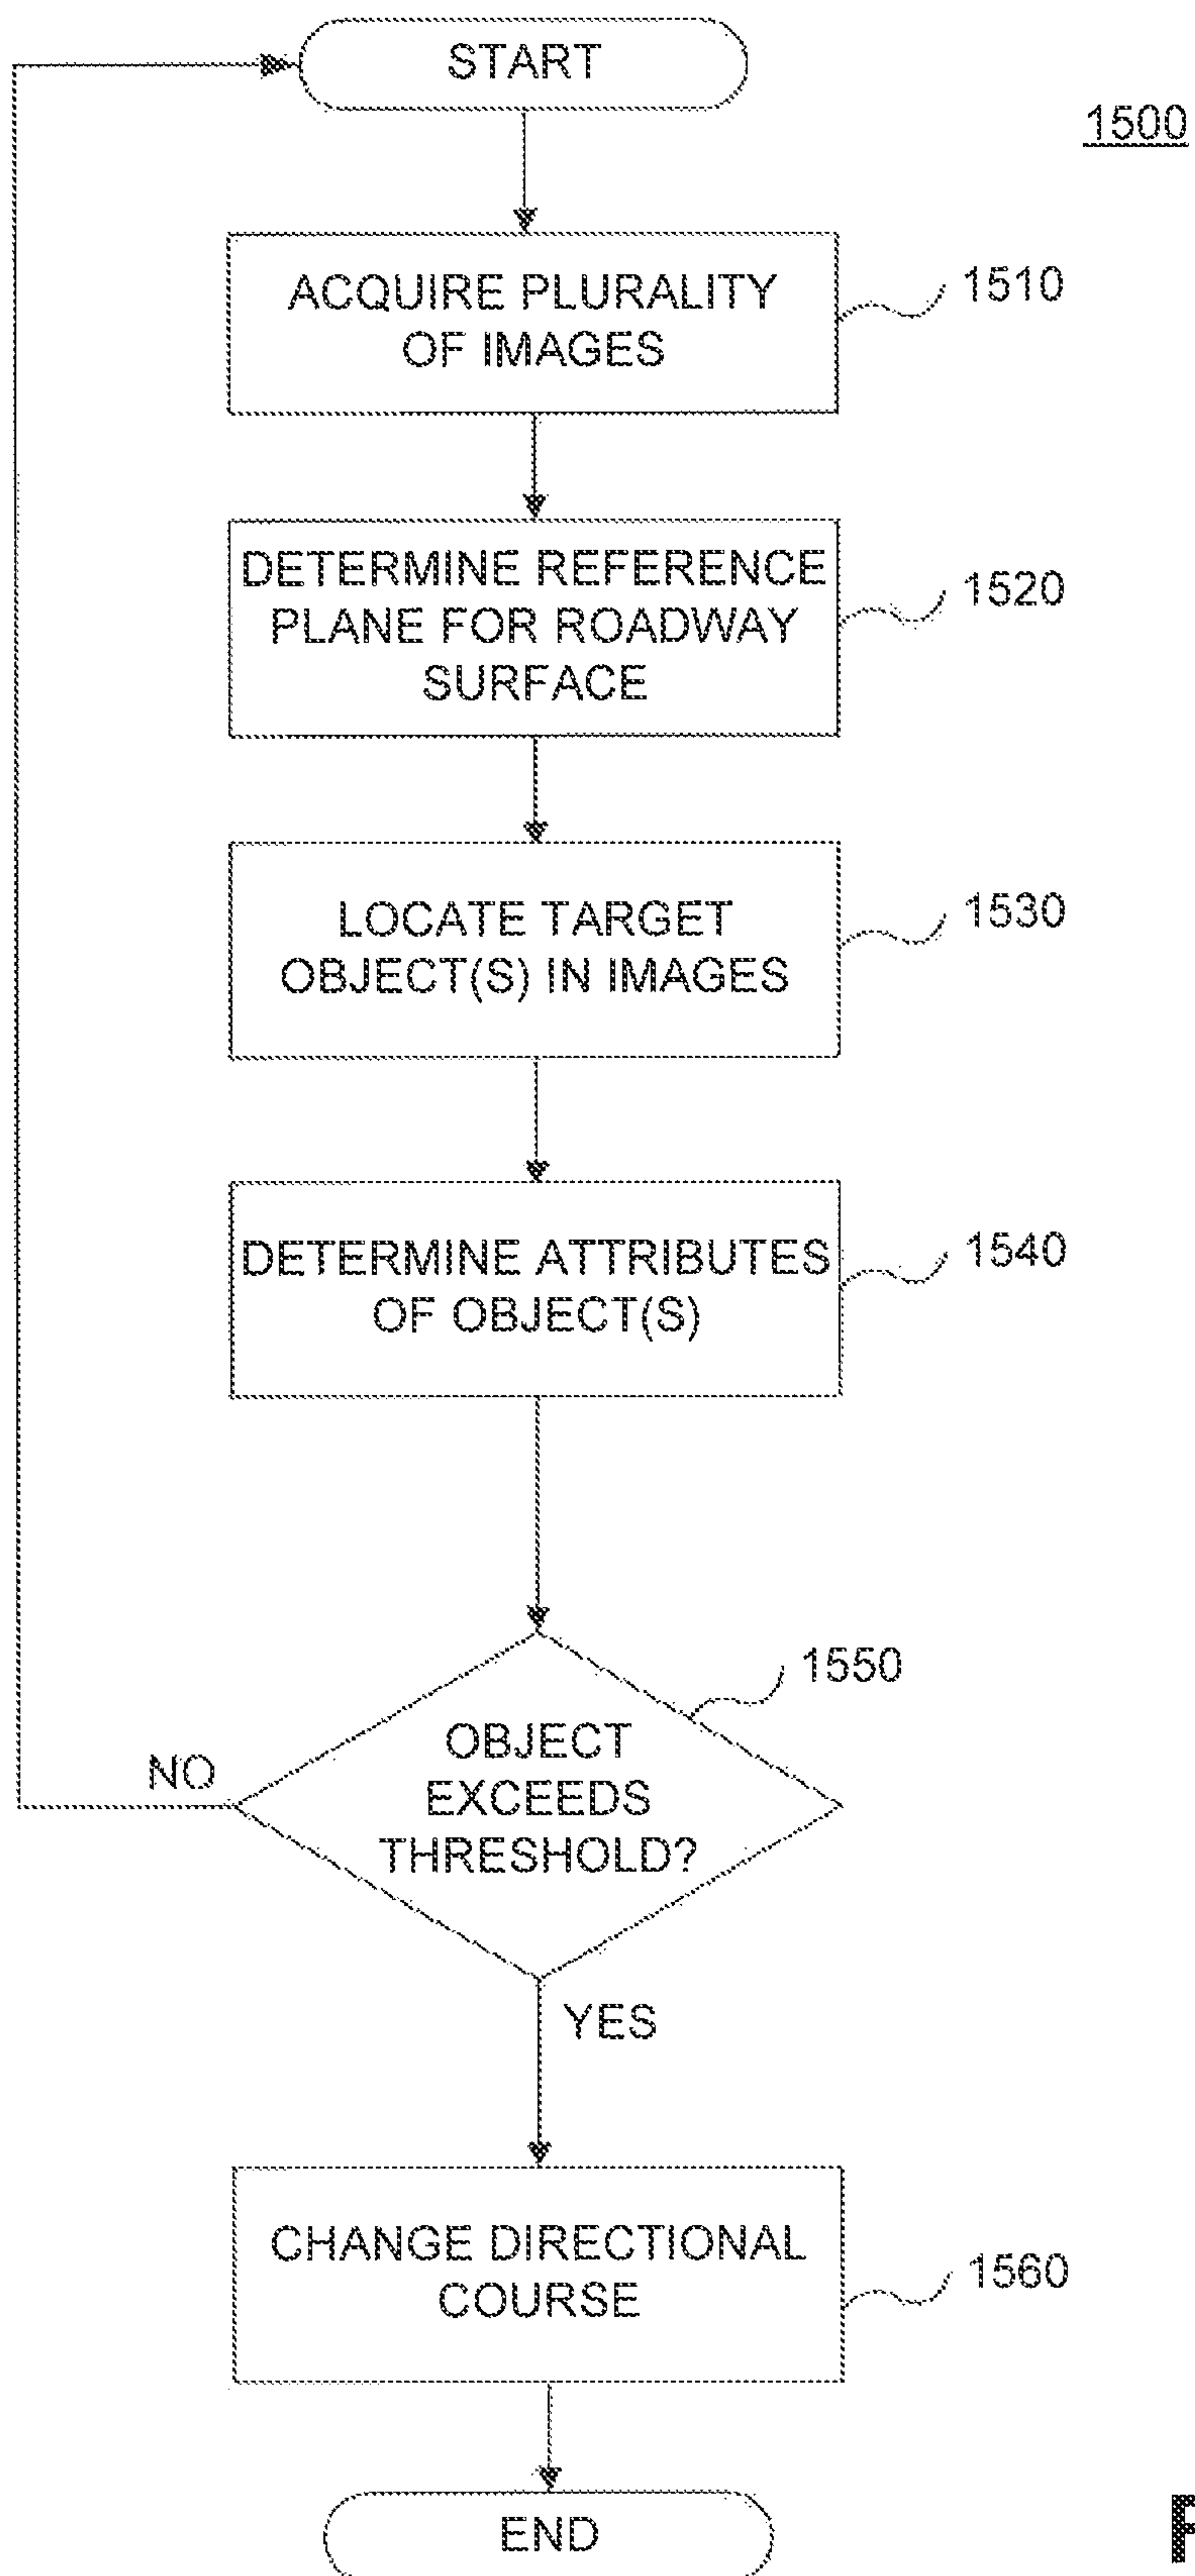 START
1500
ACQUIRE PLURALITY
OF IMAGES
1510
DETERMINE REFERENCE
PLANE FOR ROADWAY
SURFACE
1520
LOCATE TARGET
OBJECT(S) IN IMAGES
1530
DETERMINE ATTRIBUTES
OF OBJECT(S)
1540
1550
OBJECT
EXCEEDS
THRESHOLD?
NO
YES
CHANGE DIRECTIONAL
COURSE
1560
END